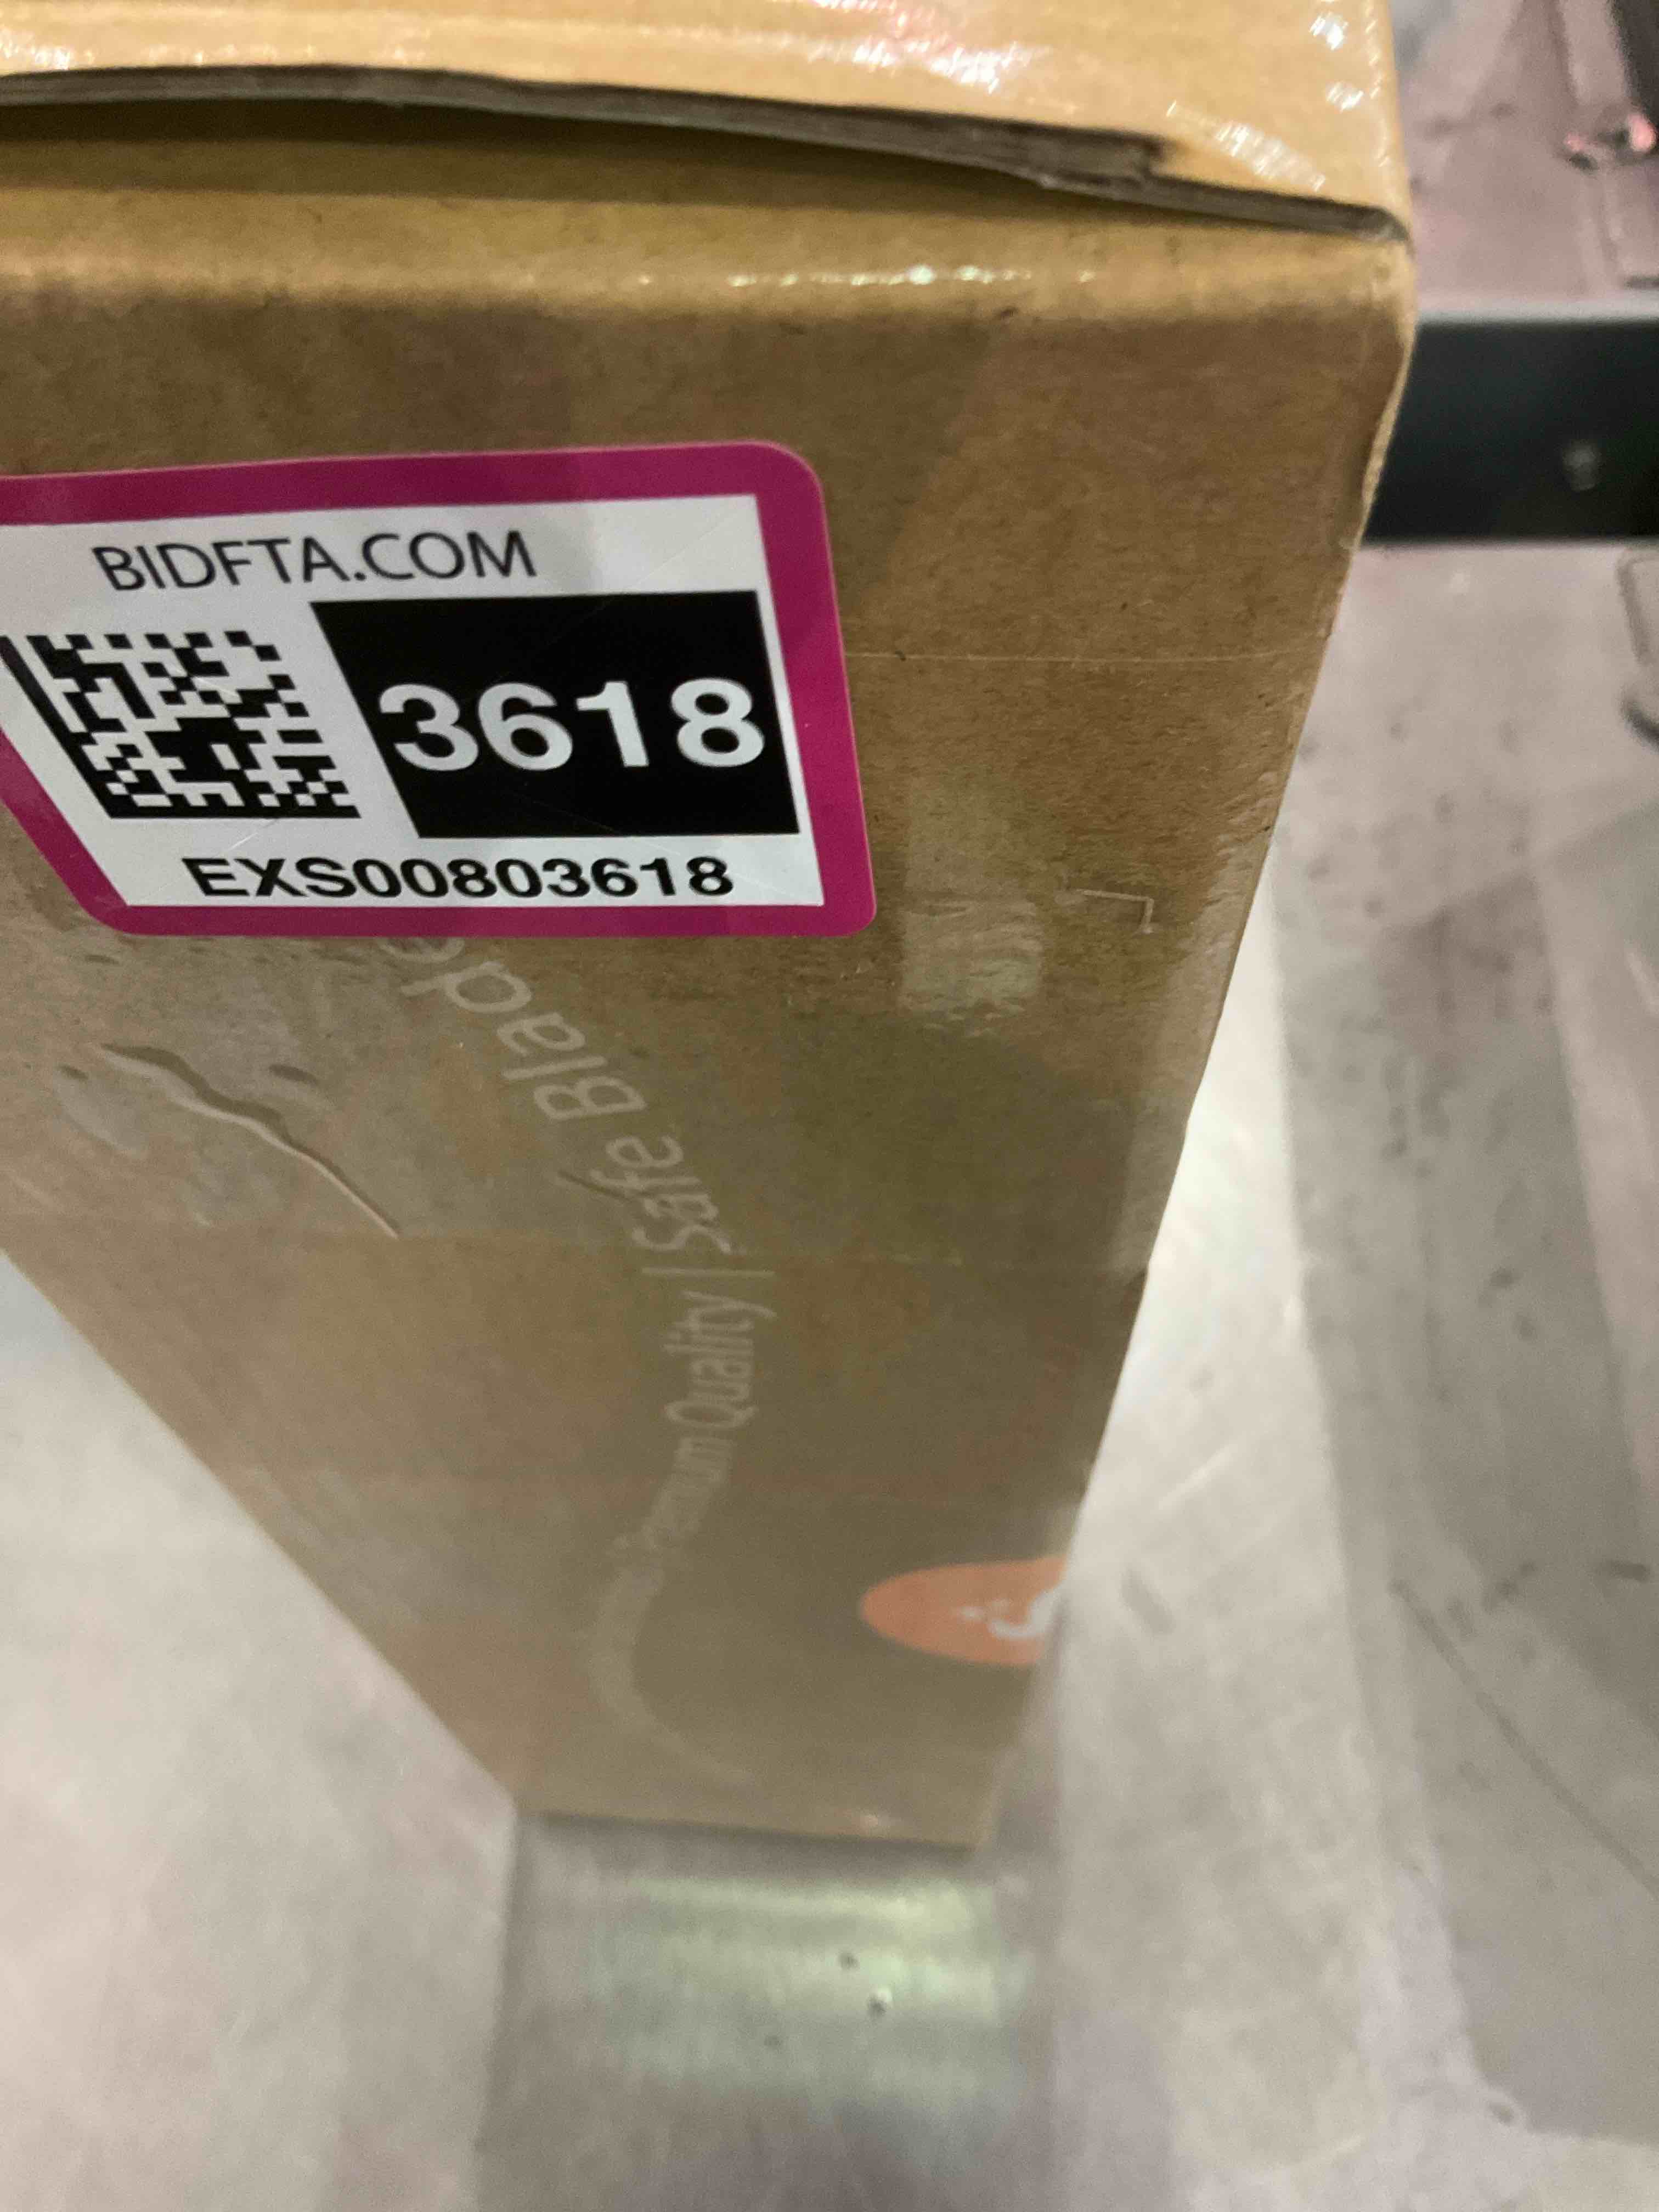 BIDFTA.COM
3618
EXS00803618
Premium Quality | Safe Blade